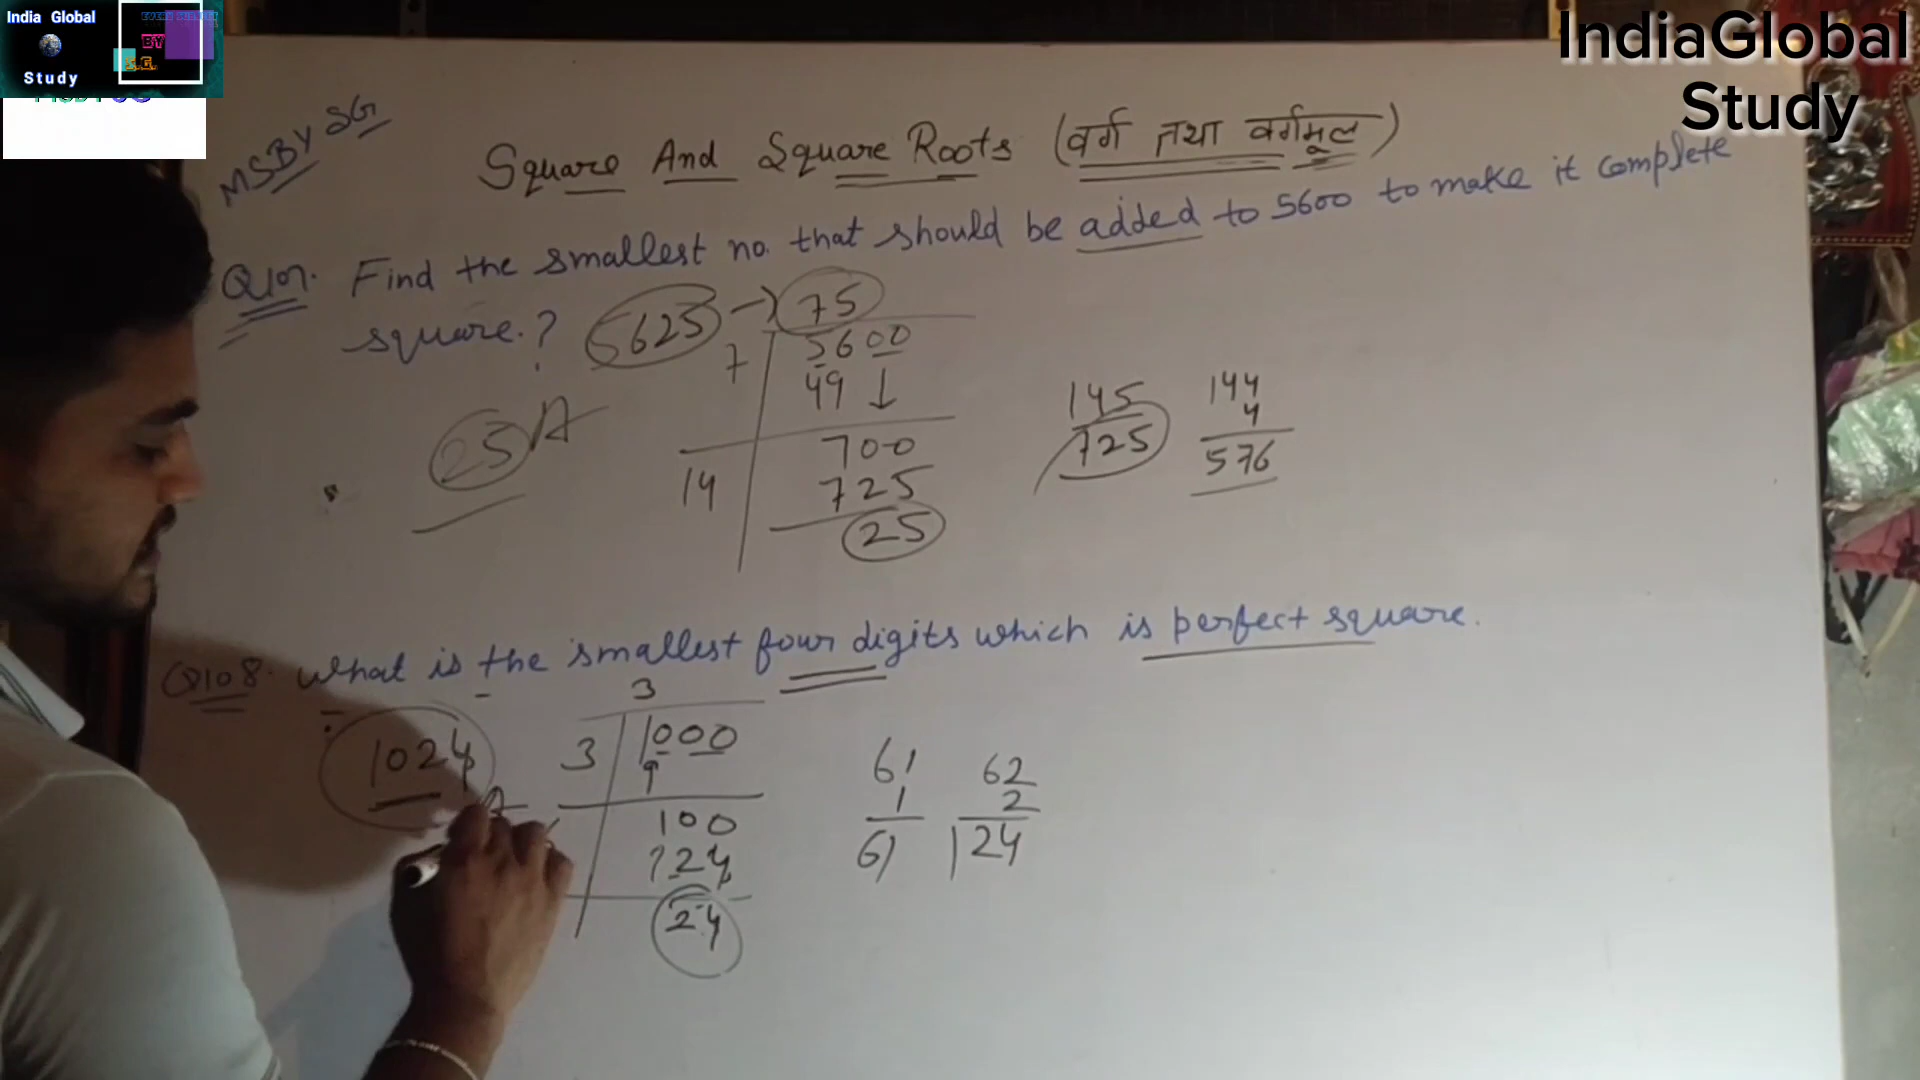 India Global
Study
BY
S.G.
IndiaGlobal
Study
MSBY SG
Square And Square Roots (वर्ग तथा वर्गमूल)
Q107. Find the smallest no. that should be added to 5600 to make it complete
square.?
5623 → 75
7 5600
49 ↓
700
14 725
25
25 A
145
725
144
4
576
Q108. What is the smallest four digits which is perfect square.
3
3 1000
9
100
124
24
1024
A
61
1
61
62
2
124